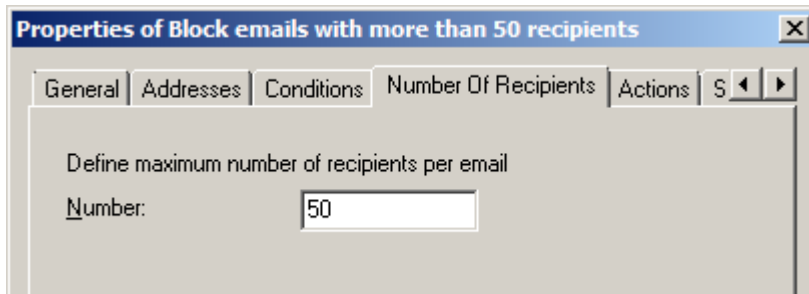 Properties of Block emails with more than 50 recipients
General Addresses Conditions Number Of Recipients Actions S
Define maximum number of recipients per email
Number: 50